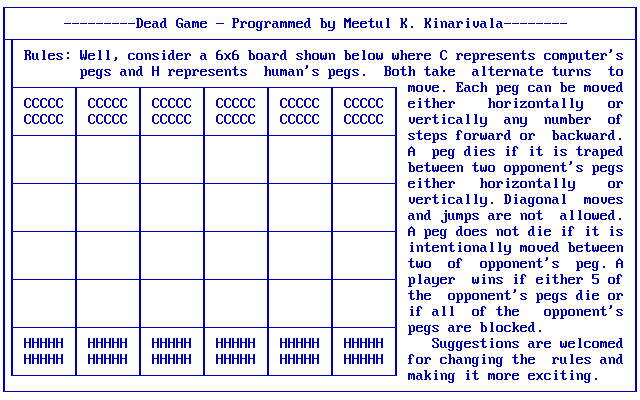 ---------Dead Game - Programmed by Meetul K. Kinarivala--------
Rules: Well, consider a 6x6 board shown below where C represents computer's
pegs and H represents human's pegs. Both take alternate turns to
move. Each peg can be moved
CCCCC CCCCC CCCCC CCCCC CCCCC CCCCC either horizontally or
CCCCC CCCCC CCCCC CCCCC CCCCC CCCCC vertically any number of
steps forward or backward.
A peg dies if it is traped
between two opponent's pegs
either horizontally or
vertically. Diagonal moves
and jumps are not allowed.
A peg does not die if it is
intentionally moved between
two of opponent's peg. A
player wins if either 5 of
the opponent's pegs die or
if all of the opponent's
pegs are blocked.
HHHHH HHHHH HHHHH HHHHH HHHHH HHHHH Suggestions are welcomed
HHHHH HHHHH HHHHH HHHHH HHHHH HHHHH for changing the rules and
making it more exciting.